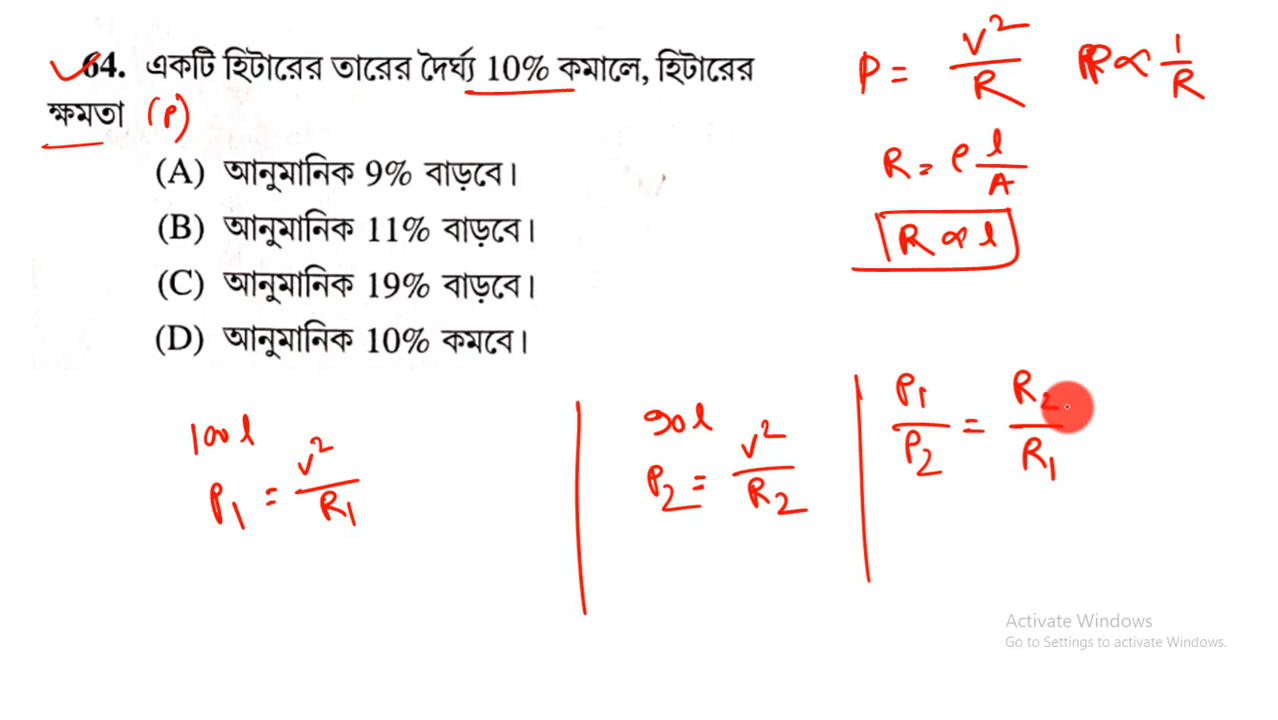 64. একটি হিটারের তারের দৈর্ঘ্য 10% কমালে, হিটারের
ক্ষমতা (P)
(A) আনুমানিক 9% বাড়বে।
(B) আনুমানিক 11% বাড়বে।
(C) আনুমানিক 19% বাড়বে।
(D) আনুমানিক 10% কমবে।
P = V²/R
P ∝ 1/R
R = ρ l/A
R ∝ l
100 l
P₁ = V²/R₁
90 l
P₂ = V²/R₂
P₁/P₂ = R₂/R₁
Activate Windows
Go to Settings to activate Windows.